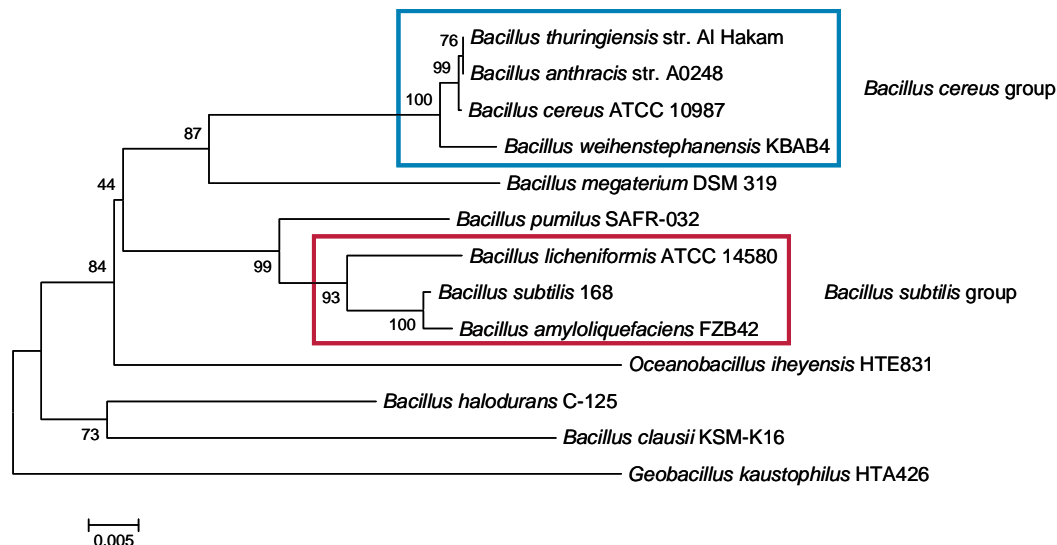 76
Bacillus thuringiensis str. Al Hakam
99
Bacillus anthracis str. A0248
Bacillus cereus group
100
Bacillus cereus ATCC 10987
87
Bacillus weihenstephanensis KBAB4
44
Bacillus megaterium DSM 319
Bacillus pumilus SAFR-032
84
99
Bacillus licheniformis ATCC 14580
93
Bacillus subtilis 168
Bacillus subtilis group
100
Bacillus amyloliquefaciens FZB42
Oceanobacillus iheyensis HTE831
Bacillus halodurans C-125
73
Bacillus clausii KSM-K16
Geobacillus kaustophilus HTA426
0.005